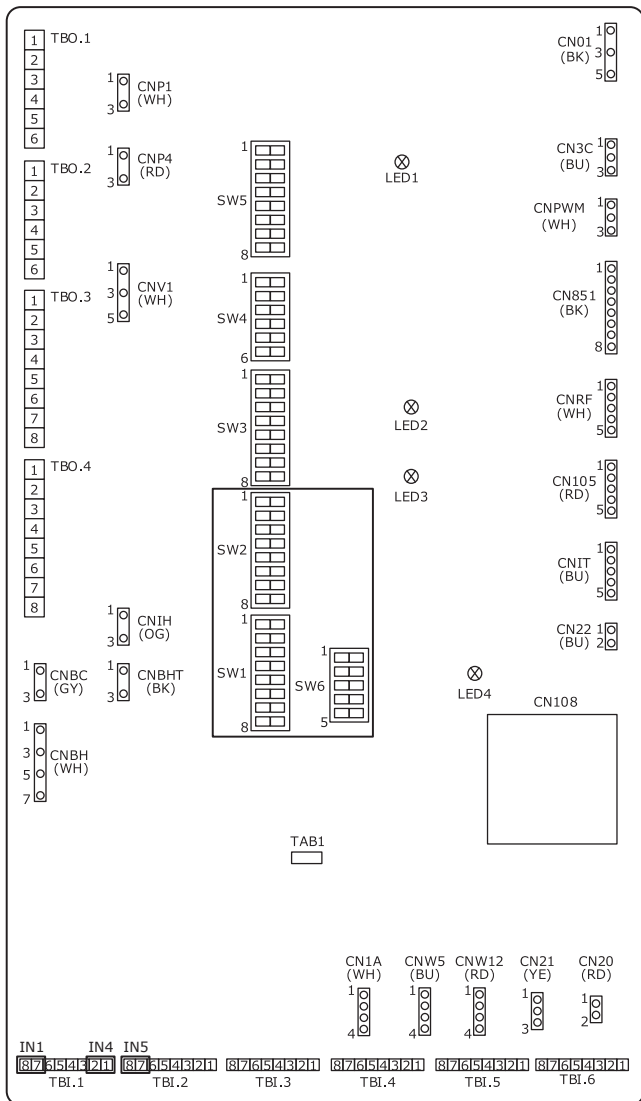 1 TBO.1
2
3
4
5
6
1 CNP1
(WH)
3
1 CNP4
(RD)
3
1 TBO.2
2
3
4
5
6
1 CNV1
3 (WH)
5
1 TBO.3
2
3
4
5
6
7
8
1 TBO.4
2
3
4
5
6
7
8
1 CNIH
(OG)
3
1 CNBC
(GY)
3
1 CNBHT
(BK)
3
1 CNBH
3 (WH)
5
7
1
SW5
8
1
SW4
6
1
SW3
8
1
SW2
8
1
SW1
8
1
SW6
5
LED1
LED2
LED3
LED4
CN01 1
(BK) 3
5
CN3C 1
(BU) 3
CNPWM 1
(WH) 3
CN851 1
(BK)
8
CNRF 1
(WH)
5
CN105 1
(RD)
5
CNIT 1
(BU)
5
CN22 1
(BU) 2
CN108
TAB1
CN1A
(WH)
1
4
CNW5
(BU)
1
4
CNW12
(RD)
1
4
CN21
(YE)
1
3
CN20
(RD)
1
2
IN1 IN4 IN5
87654321 87654321 87654321 87654321 87654321 87654321
TBI.1 TBI.2 TBI.3 TBI.4 TBI.5 TBI.6